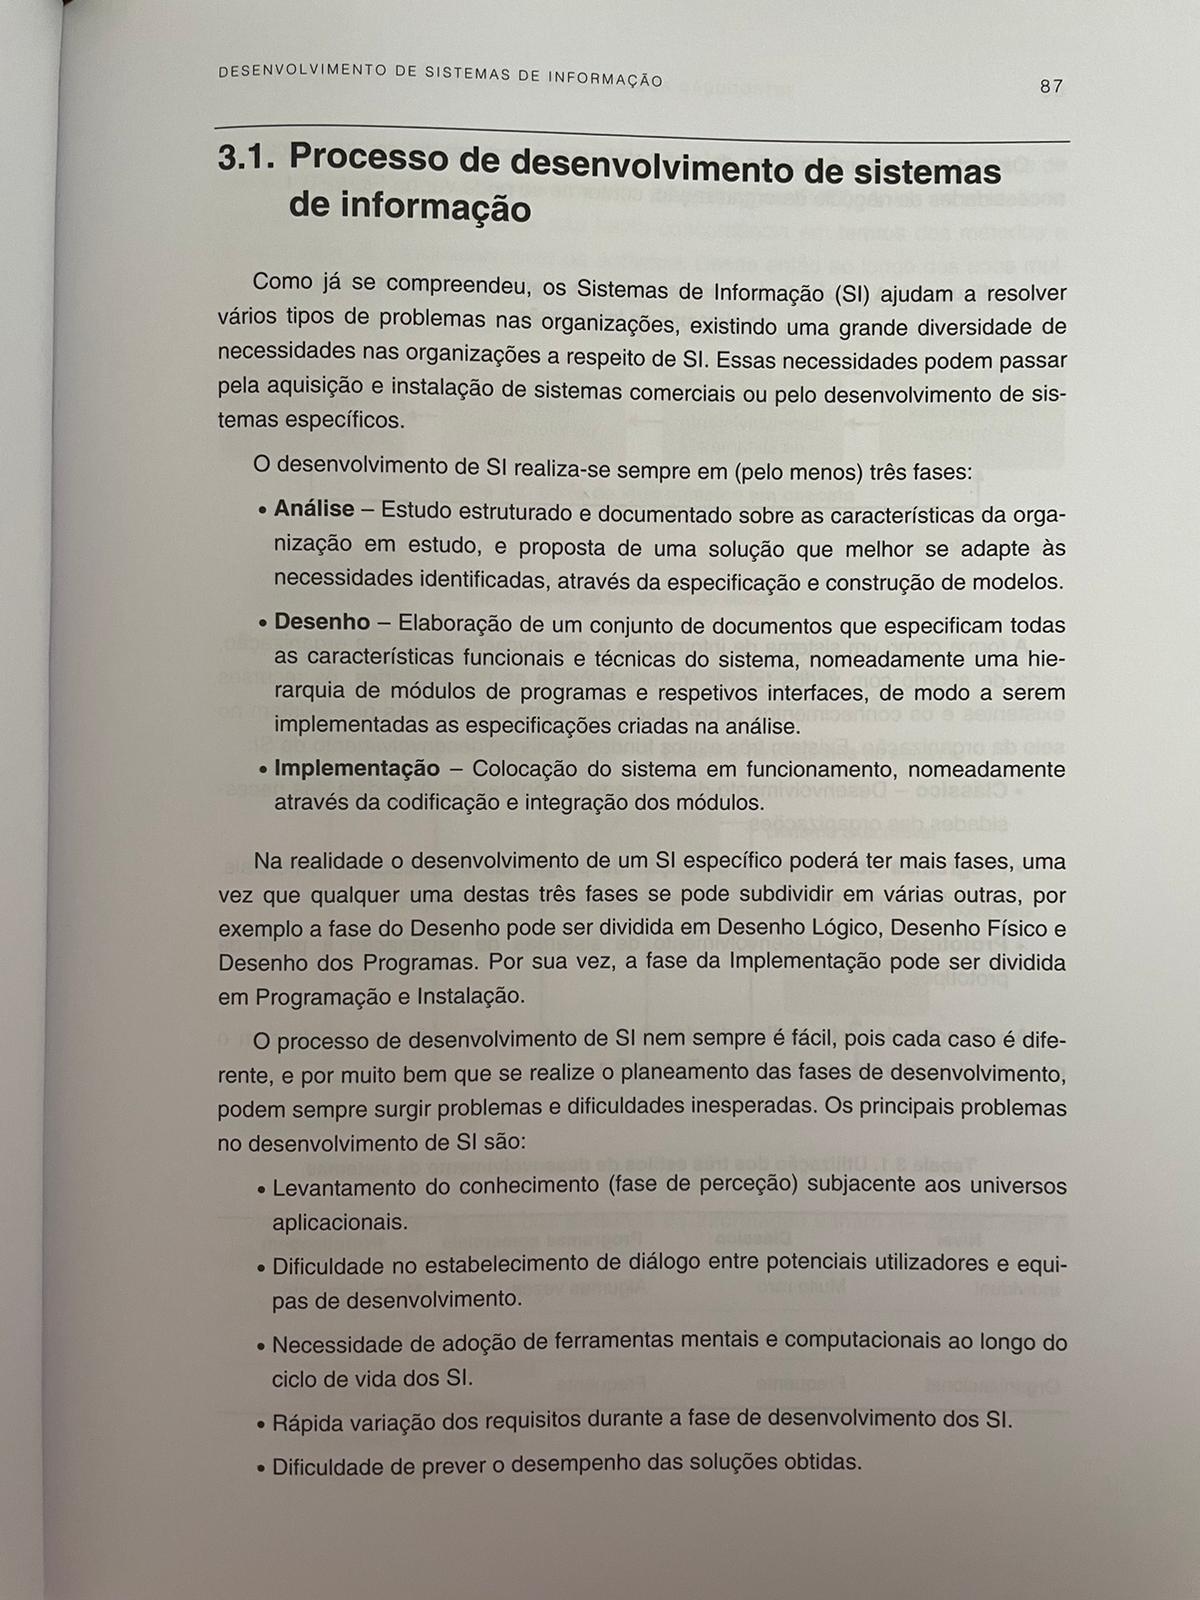 DESENVOLVIMENTO DE SISTEMAS DE INFORMAÇÃO
87
3.1. Processo de desenvolvimento de sistemas
de informação
Como já se compreendeu, os Sistemas de Informação (SI) ajudam a resolver
vários tipos de problemas nas organizações, existindo uma grande diversidade de
necessidades nas organizações a respeito de SI. Essas necessidades podem passar
pela aquisição e instalação de sistemas comerciais ou pelo desenvolvimento de sis-
temas específicos.
O desenvolvimento de SI realiza-se sempre em (pelo menos) três fases:
• Análise – Estudo estruturado e documentado sobre as características da orga-
nização em estudo, e proposta de uma solução que melhor se adapte às
necessidades identificadas, através da especificação e construção de modelos.
• Desenho – Elaboração de um conjunto de documentos que especificam todas
as características funcionais e técnicas do sistema, nomeadamente uma hie-
rarquia de módulos de programas e respetivos interfaces, de modo a serem
implementadas as especificações criadas na análise.
• Implementação – Colocação do sistema em funcionamento, nomeadamente
através da codificação e integração dos módulos.
Na realidade o desenvolvimento de um SI específico poderá ter mais fases, uma
vez que qualquer uma destas três fases se pode subdividir em várias outras, por
exemplo a fase do Desenho pode ser dividida em Desenho Lógico, Desenho Físico e
Desenho dos Programas. Por sua vez, a fase da Implementação pode ser dividida
em Programação e Instalação.
O processo de desenvolvimento de SI nem sempre é fácil, pois cada caso é dife-
rente, e por muito bem que se realize o planeamento das fases de desenvolvimento,
podem sempre surgir problemas e dificuldades inesperadas. Os principais problemas
no desenvolvimento de SI são:
• Levantamento do conhecimento (fase de perceção) subjacente aos universos
aplicacionais.
• Dificuldade no estabelecimento de diálogo entre potenciais utilizadores e equi-
pas de desenvolvimento.
• Necessidade de adoção de ferramentas mentais e computacionais ao longo do
ciclo de vida dos SI.
• Rápida variação dos requisitos durante a fase de desenvolvimento dos SI.
• Dificuldade de prever o desempenho das soluções obtidas.